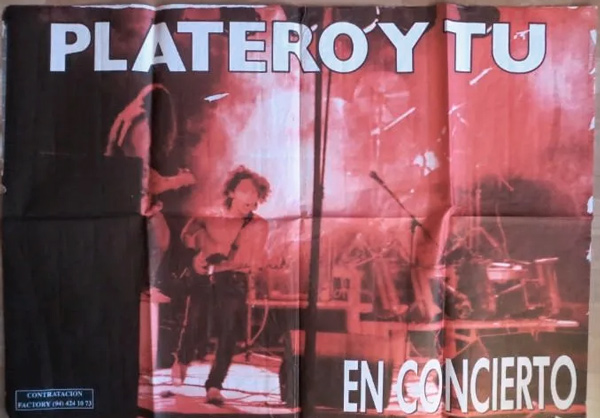 PLATERO Y TU
EN CONCIERTO
CONTRATACION
FACTORY (94) 424 10 73